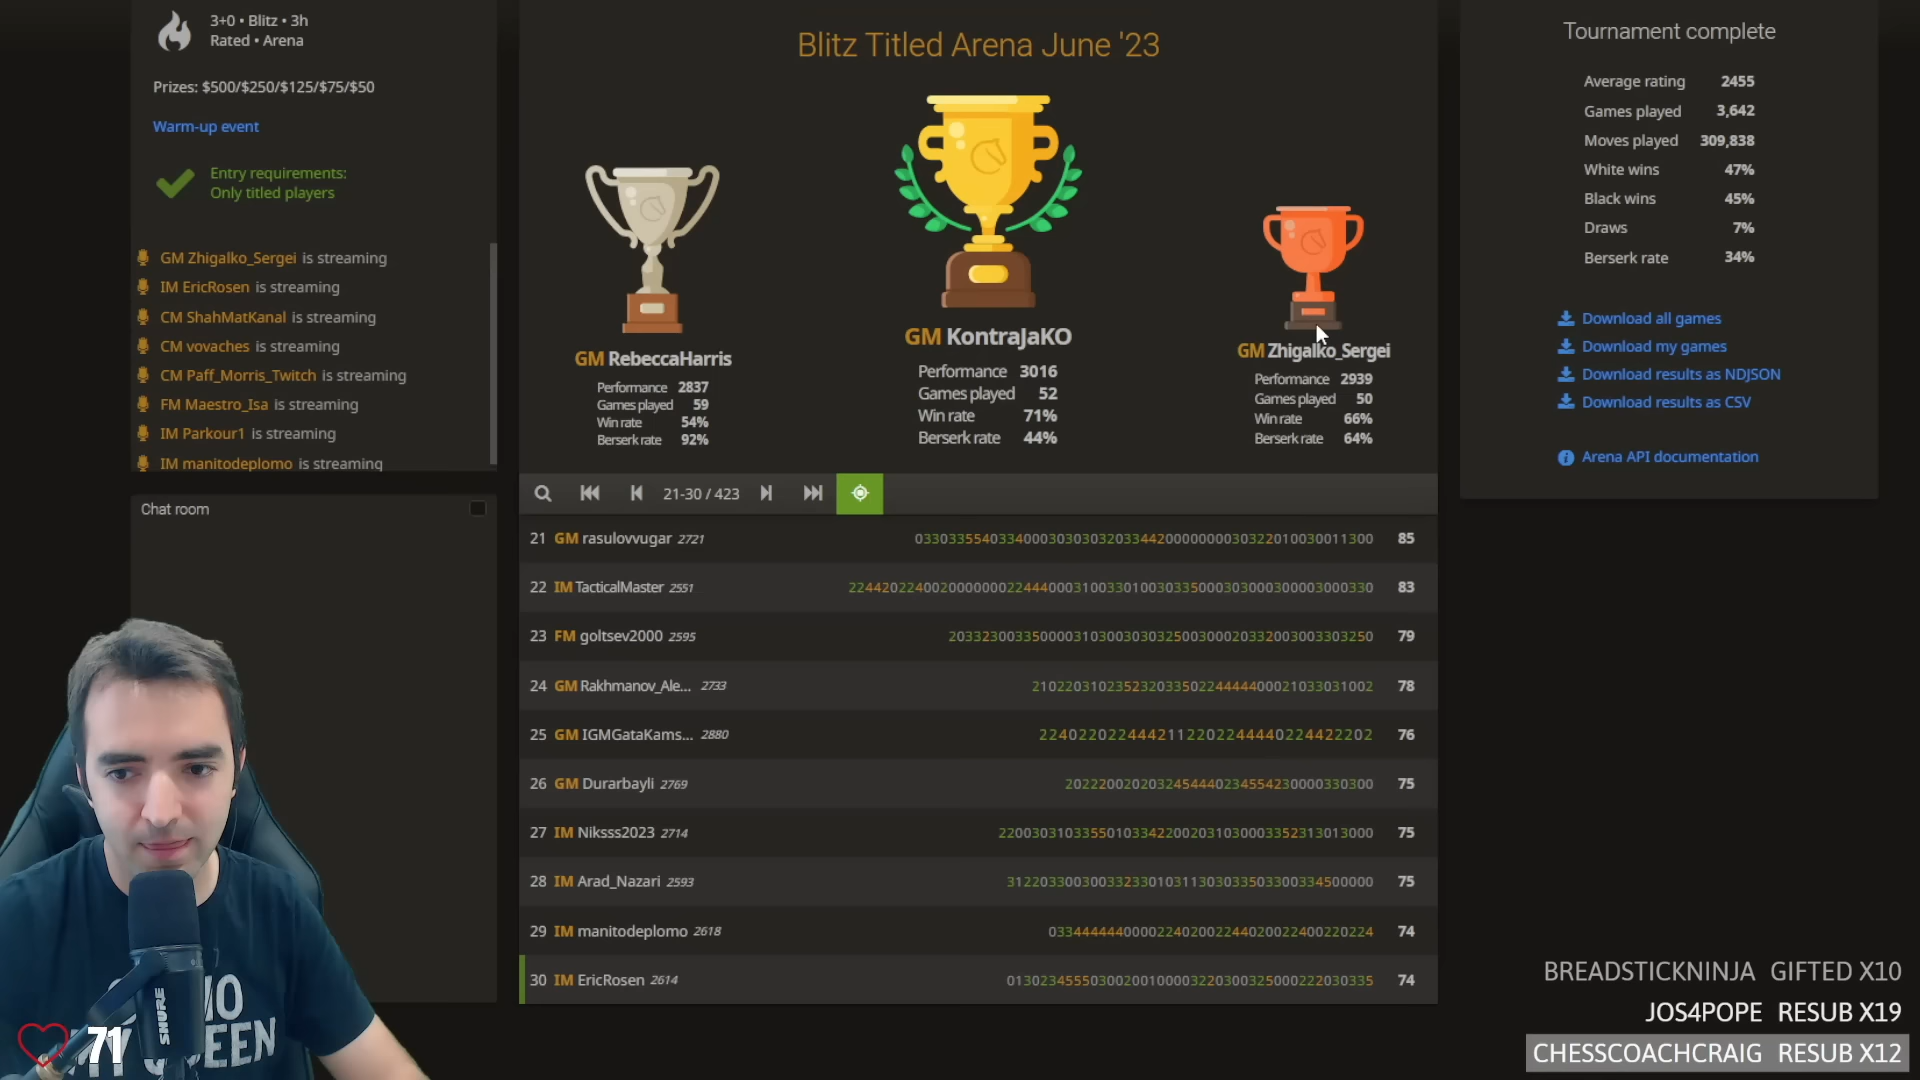 3+0 • Blitz • 3h
Rated • Arena
Prizes: $500/$250/$125/$75/$50
Warm-up event
Entry requirements:
Only titled players
GM Zhigalko_Sergei is streaming
IM EricRosen is streaming
CM ShahMatKanal is streaming
CM vovaches is streaming
CM Paff_Morris_Twitch is streaming
FM Maestro_Isa is streaming
IM Parkour1 is streaming
IM manitodeplomo is streaming
Chat room
Blitz Titled Arena June '23
GM RebeccaHarris
Performance 2837
Games played 59
Win rate 54%
Berserk rate 92%
GM KontraJaKO
Performance 3016
Games played 52
Win rate 71%
Berserk rate 44%
GM Zhigalko_Sergei
Performance 2939
Games played 50
Win rate 66%
Berserk rate 64%
21-30 / 423
21 GM rasulovvugar 2721 85
22 IM TacticalMaster 2551 83
23 FM goltsev2000 2595 79
24 GM Rakhmanov_Ale... 2733 21022031023523203350224444400021033031002 78
25 GM IGMGataKams... 2880 76
26 GM Durarbayli 2769 75
27 IM Niksss2023 2714 75
28 IM Arad_Nazari 2593 75
29 IM manitodeplomo 2618 74
30 IM EricRosen 2614 74
Tournament complete
Average rating 2455
Games played 3,642
Moves played 309,838
White wins 47%
Black wins 45%
Draws 7%
Berserk rate 34%
Download all games
Download my games
Download results as NDJSON
Download results as CSV
Arena API documentation
71
SHURE
QUEEN
BREADSTICKNINJA GIFTED X10
JOS4POPE RESUB X19
CHESSCOACHCRAIG RESUB X12